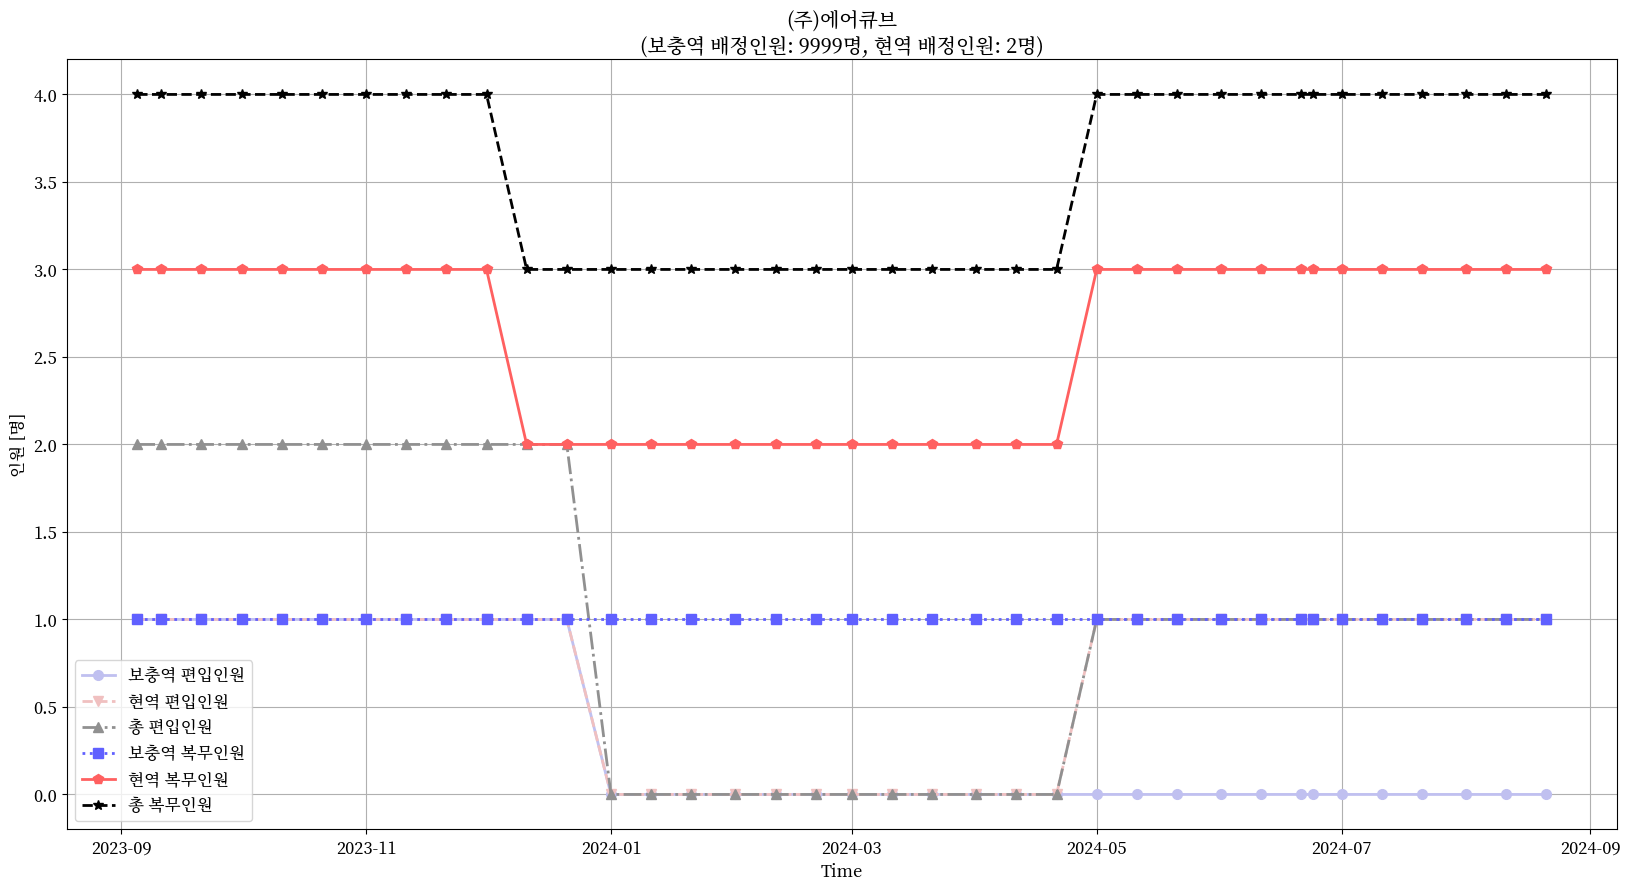 (주)에어큐브
(보충역 배정인원: 9999명, 현역 배정인원: 2명)
인원 [명]
4.0
3.5
3.0
2.5
2.0
1.5
1.0
0.5
0.0
보충역 편입인원
현역 편입인원
총 편입인원
보충역 복무인원
현역 복무인원
총 복무인원
2023-09 2023-11 2024-01 2024-03 2024-05 2024-07 2024-09
Time